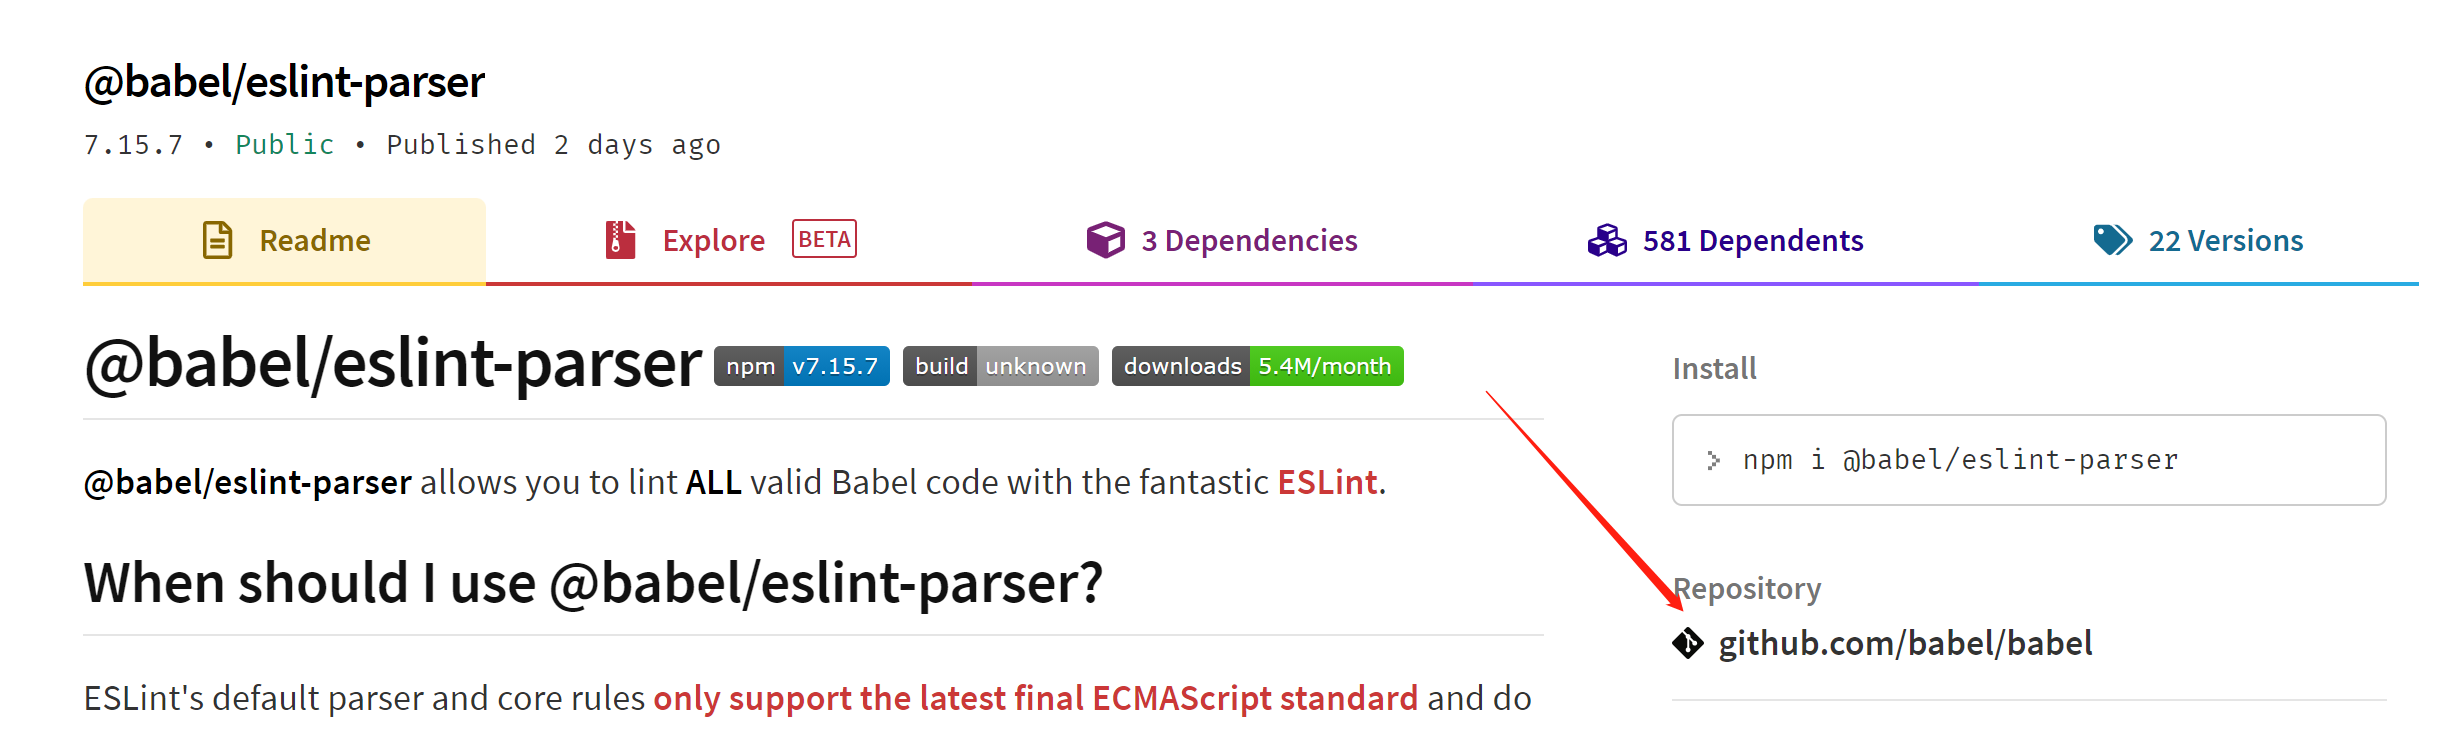 @babel/eslint-parser
7.15.7 • Public • Published 2 days ago
Readme
Explore BETA
3 Dependencies
581 Dependents
22 Versions
@babel/eslint-parser npm v7.15.7 build unknown downloads 5.4M/month
@babel/eslint-parser allows you to lint ALL valid Babel code with the fantastic ESLint.
When should I use @babel/eslint-parser?
ESLint's default parser and core rules only support the latest final ECMAScript standard and do
Install
> npm i @babel/eslint-parser
Repository
github.com/babel/babel